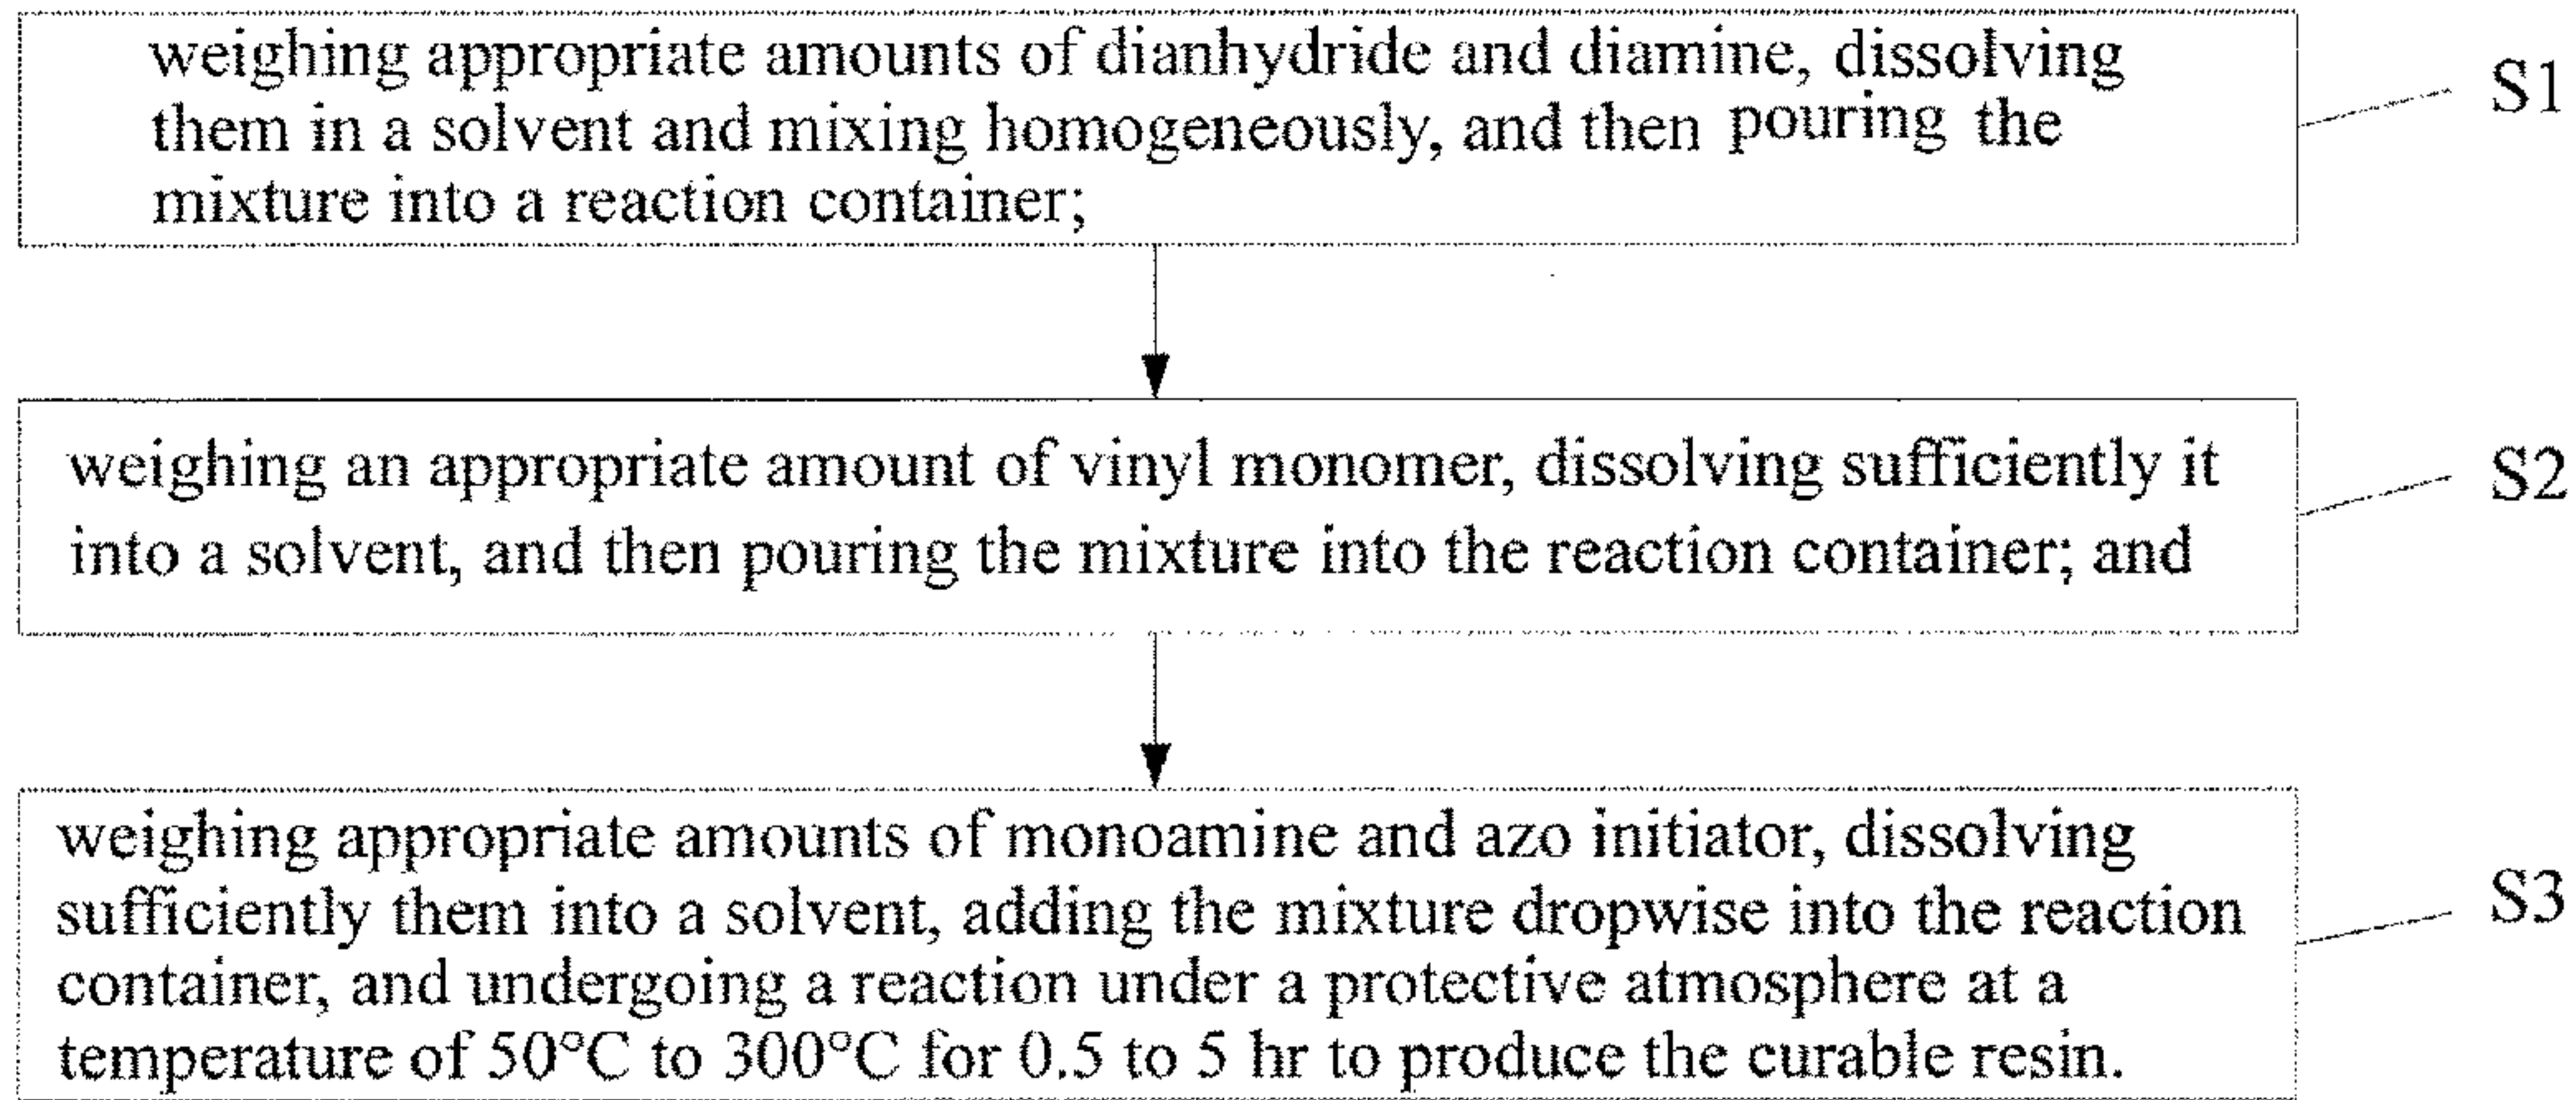 weighing appropriate amounts of dianhydride and diamine, dissolving
them in a solvent and mixing homogeneously, and then pouring the
mixture into a reaction container;
S1
weighing an appropriate amount of vinyl monomer, dissolving sufficiently it
into a solvent, and then pouring the mixture into the reaction container; and
S2
weighing appropriate amounts of monoamine and azo initiator, dissolving
sufficiently them into a solvent, adding the mixture dropwise into the reaction
container, and undergoing a reaction under a protective atmosphere at a
temperature of 50°C to 300°C for 0.5 to 5 hr to produce the curable resin.
S3